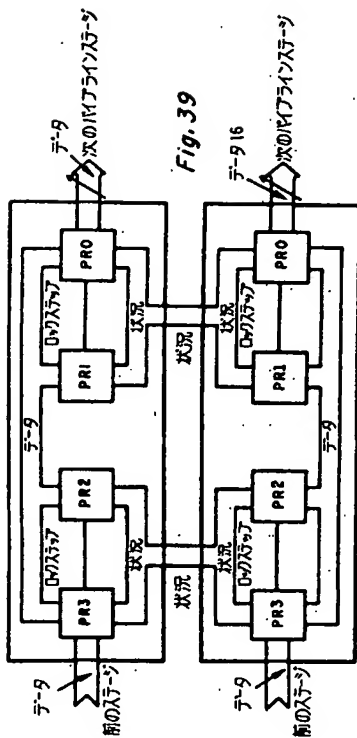 データ
次のパイプラインステージ
データ
PR0
ロックステップ
状況
PR1
PR2
ロックステップ
状況
PR3
データ
前のステージ
Fig. 39
状況
状況
データ 16
次のパイプラインステージ
PR0
ロックステップ
状況
PR1
データ
PR2
ロックステップ
状況
PR3
データ
前のステージ